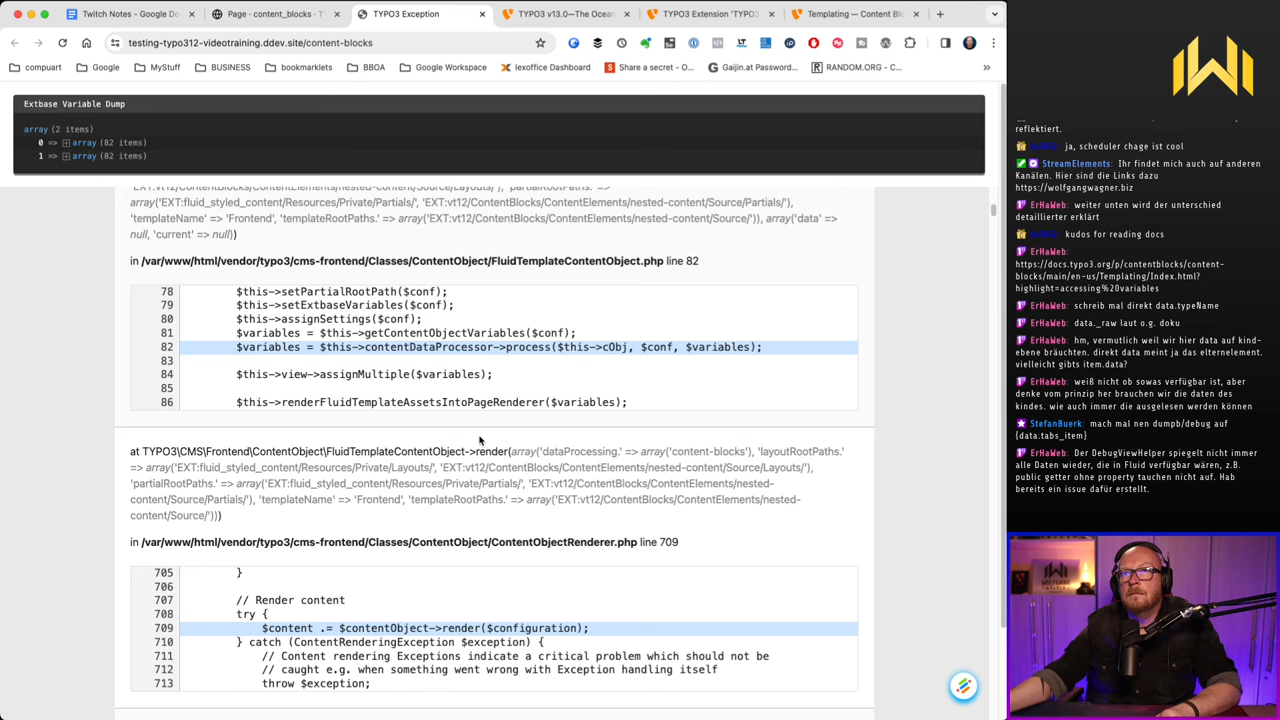 Twitch Notes - Google D
Page · content_blocks · T
TYPO3 Exception
TYPO3 v13.0—The Ocean
TYPO3 Extension 'TYPO3
Templating — Content Bl
testing-typo312-videotraining.ddev.site/content-blocks
compuart
Google
MyStuff
BUSINESS
bookmarklets
BBOA
Google Workspace
lexoffice Dashboard
Share a secret - O...
Gaijin.at Password...
RANDOM.ORG - C...
»
Extbase Variable Dump
array (2 items)
0 => array (82 items)
1 => array (82 items)
'EXT:vt12/ContentBlocks/ContentElements/nested-content/Source/Layouts/'), 'partialRootPaths.' =>
array('EXT:fluid_styled_content/Resources/Private/Partials/', 'EXT:vt12/ContentBlocks/ContentElements/nested-content/Source/Partials/'),
'templateName' => 'Frontend', 'templateRootPaths.' => array('EXT:vt12/ContentBlocks/ContentElements/nested-content/Source/')), array('data' =>
null, 'current' => null))
in /var/www/html/vendor/typo3/cms-frontend/Classes/ContentObject/FluidTemplateContentObject.php line 82
78 $this->setPartialRootPath($conf);
79 $this->setExtbaseVariables($conf);
80 $this->assignSettings($conf);
81 $variables = $this->getContentObjectVariables($conf);
82 $variables = $this->contentDataProcessor->process($this->cObj, $conf, $variables);
83
84 $this->view->assignMultiple($variables);
85
86 $this->renderFluidTemplateAssetsIntoPageRenderer($variables);
at TYPO3\CMS\Frontend\ContentObject\FluidTemplateContentObject->render(array('dataProcessing.' => array('content-blocks'), 'layoutRootPaths.'
=> array('EXT:fluid_styled_content/Resources/Private/Layouts/', 'EXT:vt12/ContentBlocks/ContentElements/nested-content/Source/Layouts/'),
'partialRootPaths.' => array('EXT:fluid_styled_content/Resources/Private/Partials/', 'EXT:vt12/ContentBlocks/ContentElements/nested-
content/Source/Partials/'), 'templateName' => 'Frontend', 'templateRootPaths.' => array('EXT:vt12/ContentBlocks/ContentElements/nested-
content/Source/')))
in /var/www/html/vendor/typo3/cms-frontend/Classes/ContentObject/ContentObjectRenderer.php line 709
705 }
706
707 // Render content
708 try {
709 $content .= $contentObject->render($configuration);
710 } catch (ContentRenderingException $exception) {
711 // Content rendering Exceptions indicate a critical problem which should not be
712 // caught e.g. when something went wrong with Exception handling itself
713 throw $exception;
reflektiert.
ja, scheduler chage ist cool
StreamElements: Ihr findet mich auch auf anderen
Kanälen. Hier sind die Links dazu
https://wolfgangwagner.biz
ErHaWeb: weiter unten wird der unterschied
detaillierter erklärt
kudos for reading docs
ErHaWeb:
https://docs.typo3.org/p/contentblocks/content-
blocks/main/en-us/Templating/Index.html?
highlight=accessing%20variables
ErHaWeb: schreib mal direkt data.typeName
ErHaWeb: data._raw laut o.g. doku
ErHaWeb: hm, vermutlich weil wir hier data auf kind-
ebene bräuchten. direkt data meint ja das elternelement.
vielleicht gibts item.data?
ErHaWeb: weiß nicht ob sowas verfügbar ist, aber
denke vom prinzip her brauchen wir die daten des
kindes. wie auch immer die ausgelesen werden können
StefanBuerk: mach mal nen dumpb/debug auf
{data.tabs_item}
ErHaWeb: Der DebugViewHelper spiegelt nicht immer
alle Daten wieder, die in Fluid verfügbar wären, z.B.
public getter ohne property tauchen nicht auf. Hab
bereits ein issue dafür erstellt.